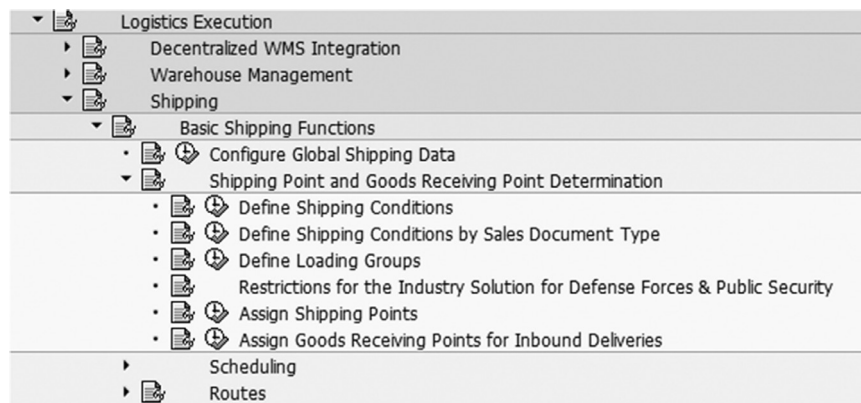 Logistics Execution
Decentralized WMS Integration
Warehouse Management
Shipping
Basic Shipping Functions
Configure Global Shipping Data
Shipping Point and Goods Receiving Point Determination
Define Shipping Conditions
Define Shipping Conditions by Sales Document Type
Define Loading Groups
Restrictions for the Industry Solution for Defense Forces & Public Security
Assign Shipping Points
Assign Goods Receiving Points for Inbound Deliveries
Scheduling
Routes